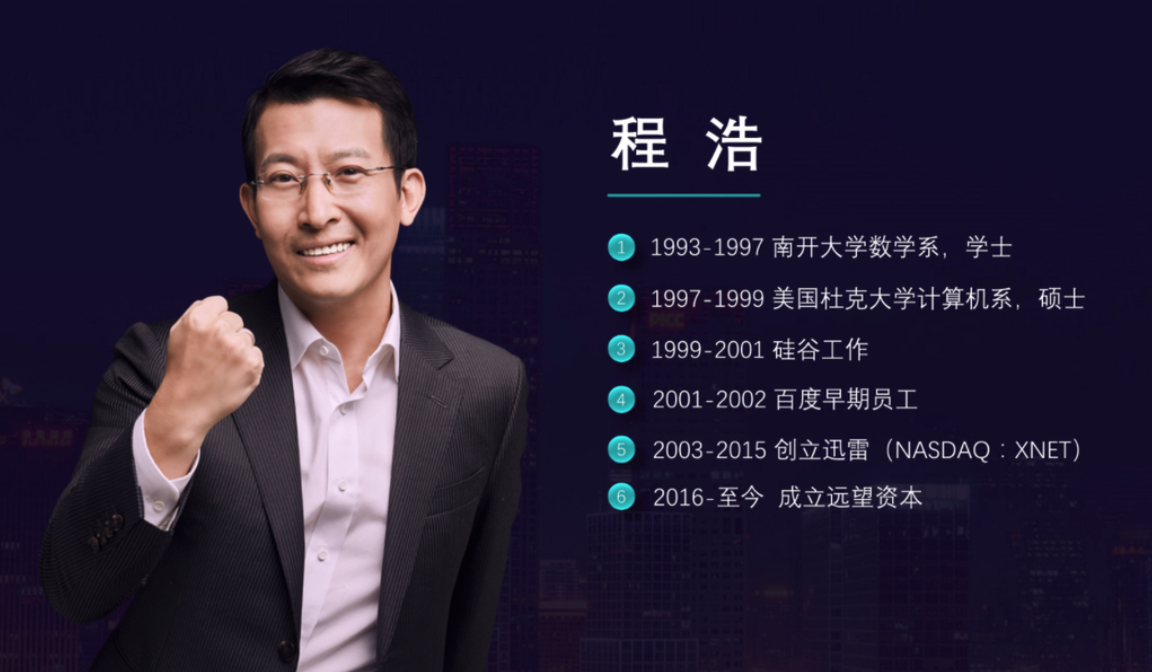 程 浩
1 1993-1997 南开大学数学系，学士
2 1997-1999 美国杜克大学计算机系，硕士
3 1999-2001 硅谷工作
4 2001-2002 百度早期员工
5 2003-2015 创立迅雷（NASDAQ：XNET）
6 2016-至今 成立远望资本
PICC